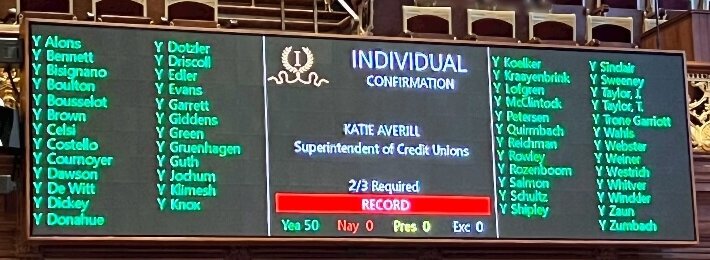 Y Alons
Y Bennett
Y Bisignano
Y Boulton
Y Bousselot
Y Brown
Y Celsi
Y Costello
Y Cournoyer
Y Dawson
Y De Witt
Y Dickey
Y Donahue
Y Dotzler
Y Driscoll
Y Edler
Y Evans
Y Garrett
Y Giddens
Y Green
Y Gruenhagen
Y Guth
Y Jochum
Y Klimesh
Y Knox
I
INDIVIDUAL
CONFIRMATION
KATIE AVERILL
Superintendent of Credit Unions
2/3 Required
RECORD
Yea 50 Nay 0 Pres 0 Exc 0
Y Koelker
Y Kraayenbrink
Y Lofgren
Y McClintock
Y Petersen
Y Quirmbach
Y Reichman
Y Rowley
Y Rozenboom
Y Salmon
Y Schultz
Y Shipley
Y Sinclair
Y Sweeney
Y Taylor, J.
Y Taylor, T.
Y Trone Garriott
Y Wahls
Y Webster
Y Weiner
Y Westrich
Y Whitver
Y Windder
Y Zaun
Y Zumbach